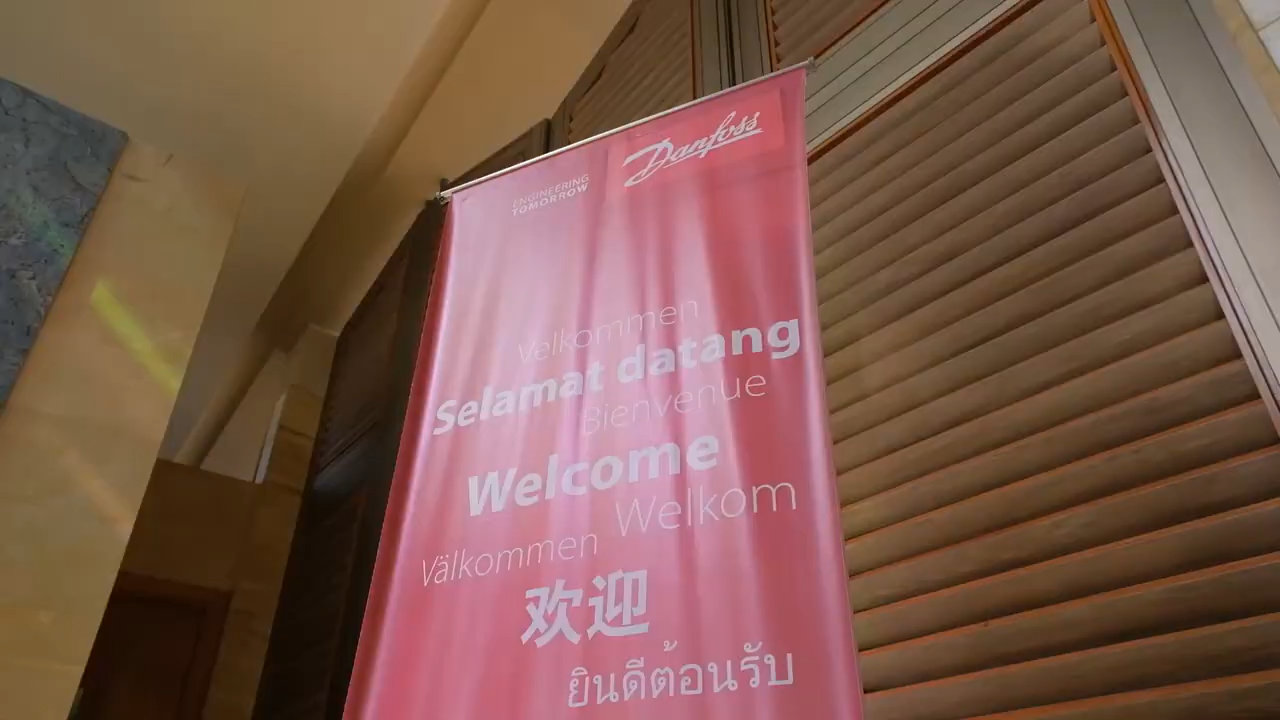 ENGINEERING
TOMORROW
Danfoss
Velkommen
Selamat datang
Bienvenue
Welcome
Welkom
Välkommen
欢迎
ยินดีต้อนรับ